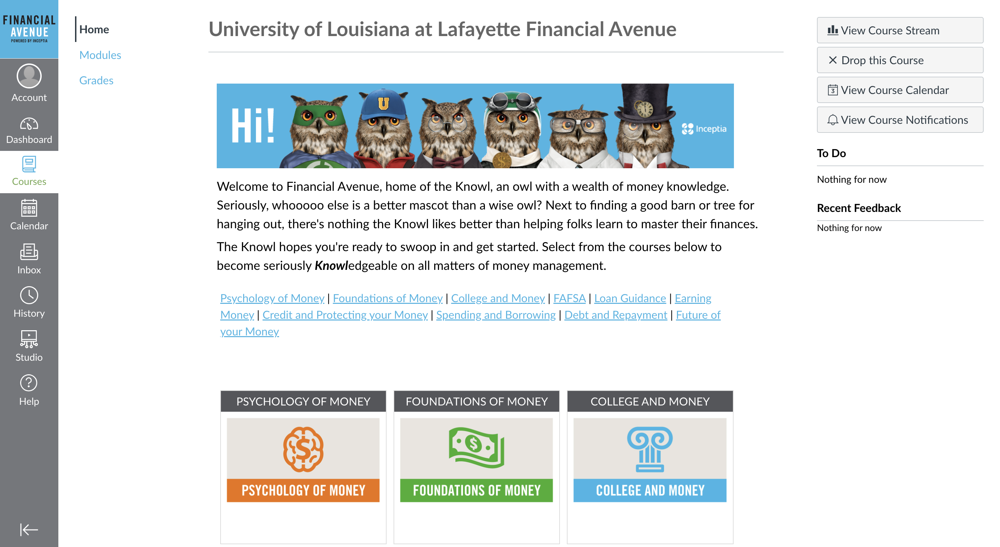 FINANCIAL
AVENUE
POWERED BY INCEPTIA
Account
Dashboard
Courses
Calendar
Inbox
History
Studio
Help
Home
Modules
Grades
University of Louisiana at Lafayette Financial Avenue
Hi!
U
$
$
Inceptia
Welcome to Financial Avenue, home of the Knowl, an owl with a wealth of money knowledge.
Seriously, whooooo else is a better mascot than a wise owl? Next to finding a good barn or tree for
hanging out, there's nothing the Knowl likes better than helping folks learn to master their finances.
The Knowl hopes you're ready to swoop in and get started. Select from the courses below to
become seriously Knowledgeable on all matters of money management.
Psychology of Money | Foundations of Money | College and Money | FAFSA | Loan Guidance | Earning
Money | Credit and Protecting your Money | Spending and Borrowing | Debt and Repayment | Future of
your Money
PSYCHOLOGY OF MONEY
$
PSYCHOLOGY OF MONEY
FOUNDATIONS OF MONEY
$
FOUNDATIONS OF MONEY
COLLEGE AND MONEY
COLLEGE AND MONEY
View Course Stream
Drop this Course
3 View Course Calendar
View Course Notifications
To Do
Nothing for now
Recent Feedback
Nothing for now